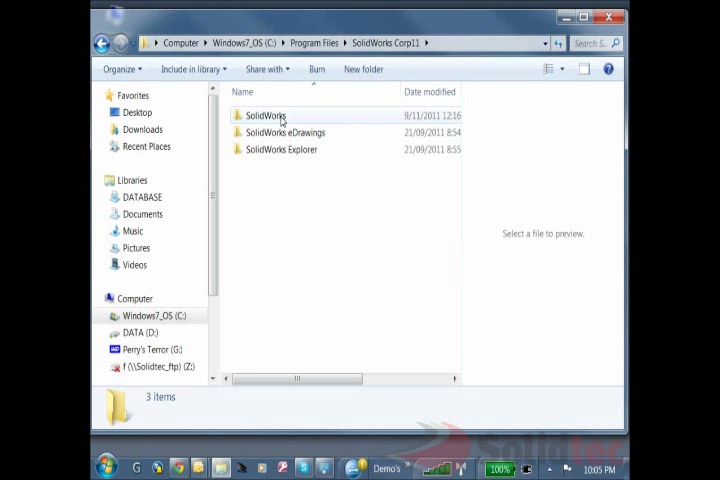 Computer ▸ Windows7_OS (C:) ▸ Program Files ▸ SolidWorks Corp11 ▸
Search S...
Organize
Include in library
Share with
Burn
New folder
Name
Date modified
Favorites
Desktop
Downloads
Recent Places
Libraries
DATABASE
Documents
Music
Pictures
Videos
Computer
Windows7_OS (C:)
DATA (D:)
Perry's Terror (G:)
f (\\Solidtec_ftp) (Z:)
SolidWorks 9/11/2011 12:16
SolidWorks eDrawings 21/09/2011 8:54
SolidWorks Explorer 21/09/2011 8:55
Select a file to preview.
3 items
Solidtec
Demo's »
100%
10:05 PM